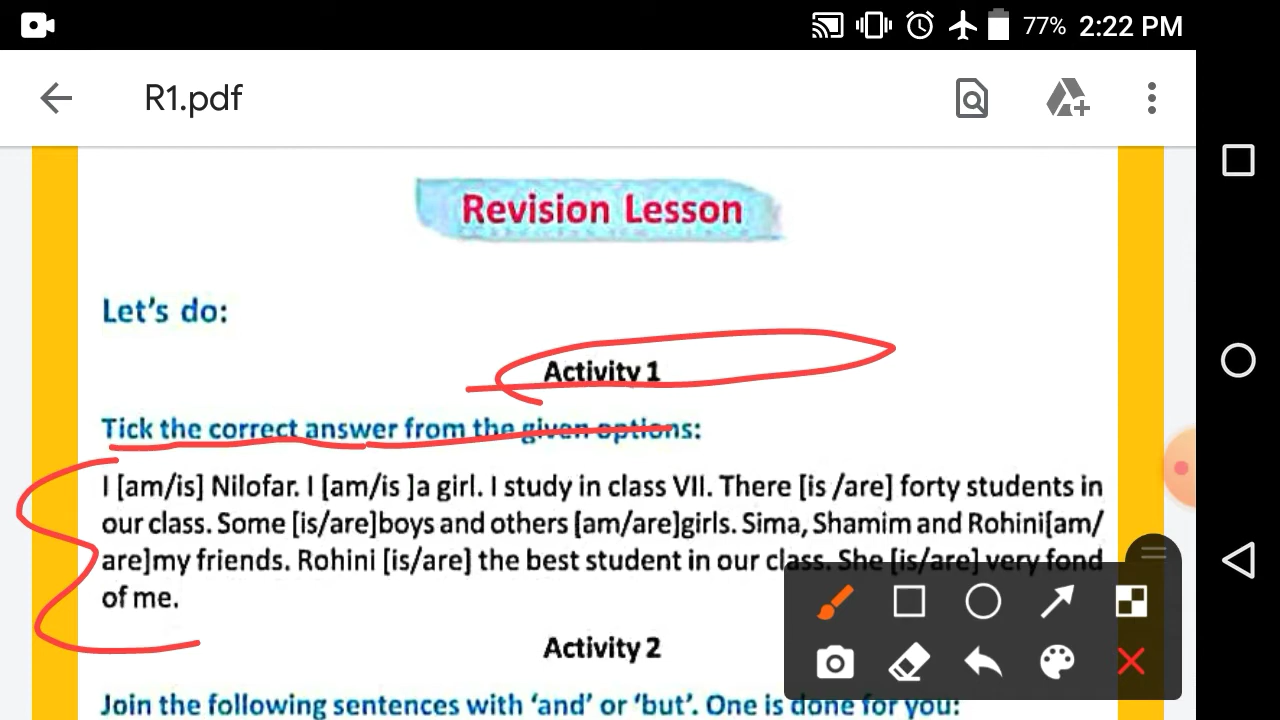 77% 2:22 PM
R1.pdf
Revision Lesson
Let's do:
Activity 1
Tick the correct answer from the given options:
I [am/is] Nilofar. I [am/is ]a girl. I study in class VII. There [is /are] forty students in
our class. Some [is/are]boys and others [am/are]girls. Sima, Shamim and Rohini[am/
are]my friends. Rohini [is/are] the best student in our class. She [is/are] very fond
of me.
Activity 2
Join the following sentences with 'and' or 'but'. One is done for you: